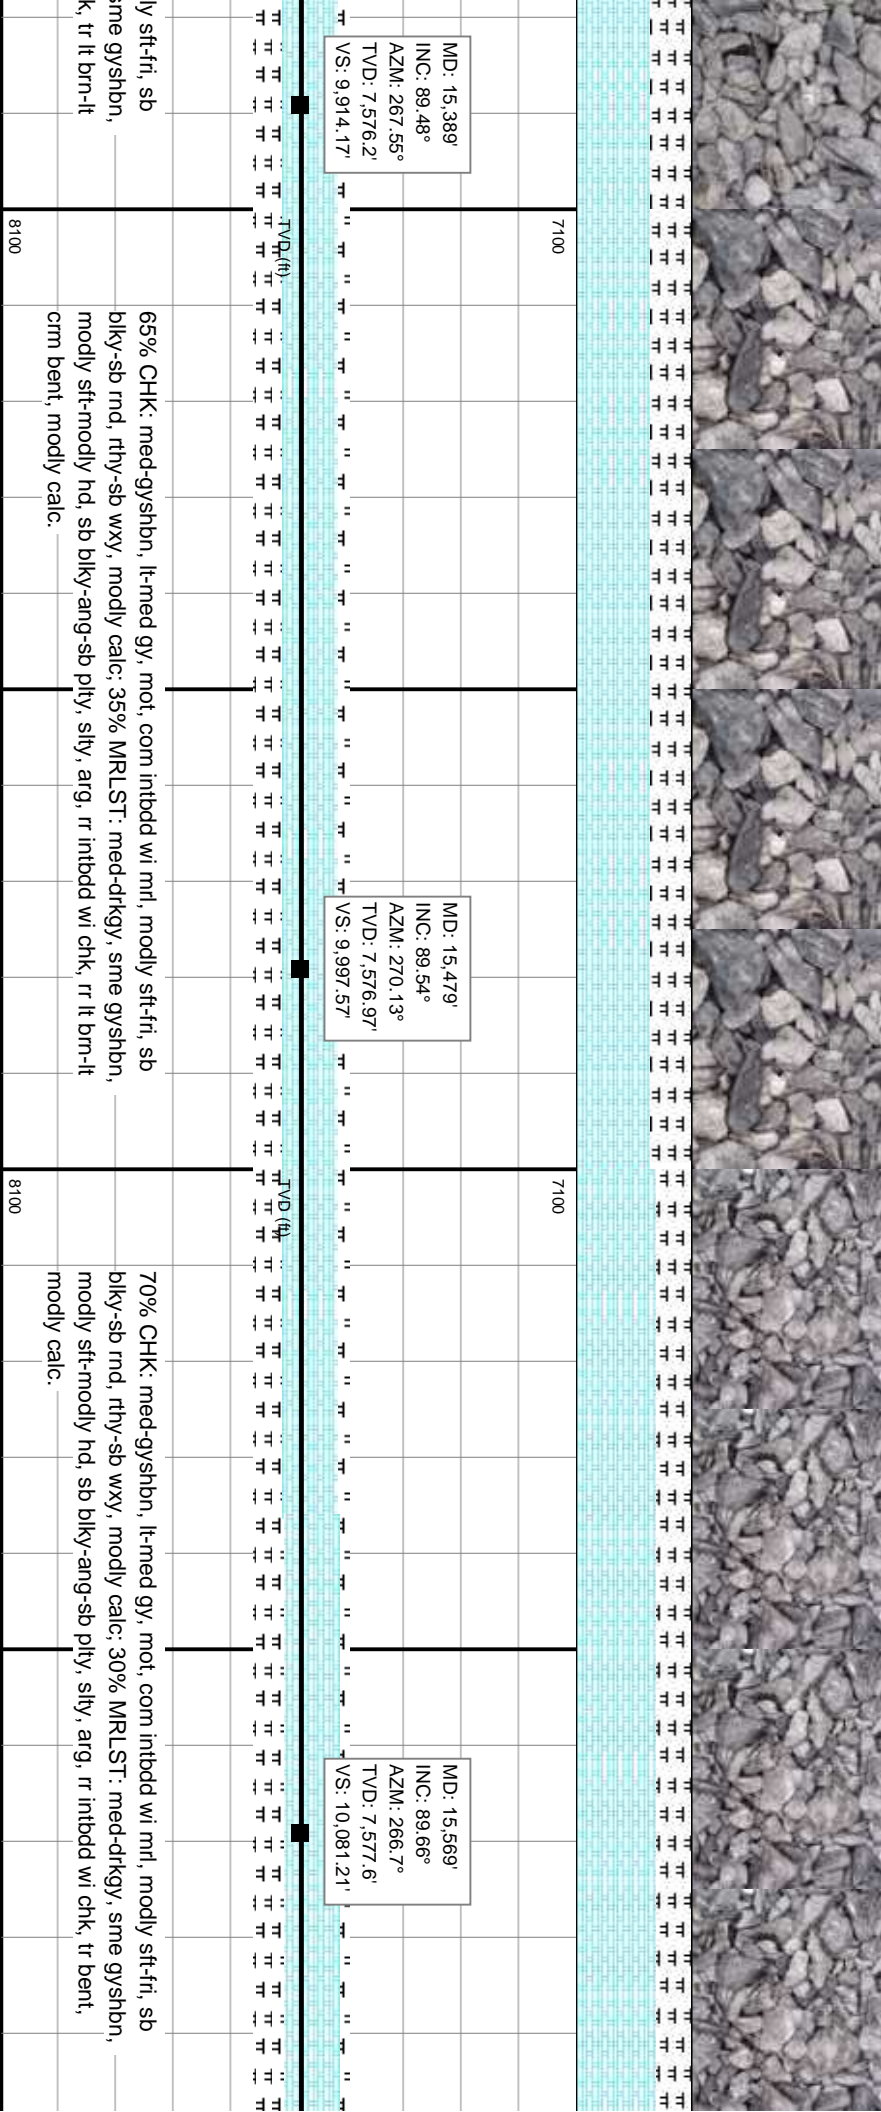 ly sft-fri, sb
sme gyshbn,
k, tr lt brn-lt
MD: 15,389'
INC: 89.48°
AZM: 267.55°
TVD: 7,576.2'
VS: 9,914.17'
7100
TVD (ft)
8100
65% CHK: med-gyshbn, lt-med gy, mot, com intbdd wi mrl, modly sft-fri, sb
blky-sb rnd, rthy-sb wxy, modly calc; 35% MRLST: med-drkgy, sme gyshbn,
modly sft-modly hd, sb blky-ang-sb plty, slty, arg, rr intbdd wi chk, rr lt brn-lt
crm bent, modly calc.
MD: 15,479'
INC: 89.54°
AZM: 270.13°
TVD: 7,576.97'
VS: 9,997.57'
7100
TVD (ft)
8100
70% CHK: med-gyshbn, lt-med gy, mot, com intbdd wi mrl, modly sft-fri, sb
blky-sb rnd, rthy-sb wxy, modly calc; 30% MRLST: med-drkgy, sme gyshbn,
modly sft-modly hd, sb blky-ang-sb plty, slty, arg, rr intbdd wi chk, tr bent,
modly calc.
MD: 15,569'
INC: 89.66°
AZM: 266.7°
TVD: 7,577.6'
VS: 10,081.21'